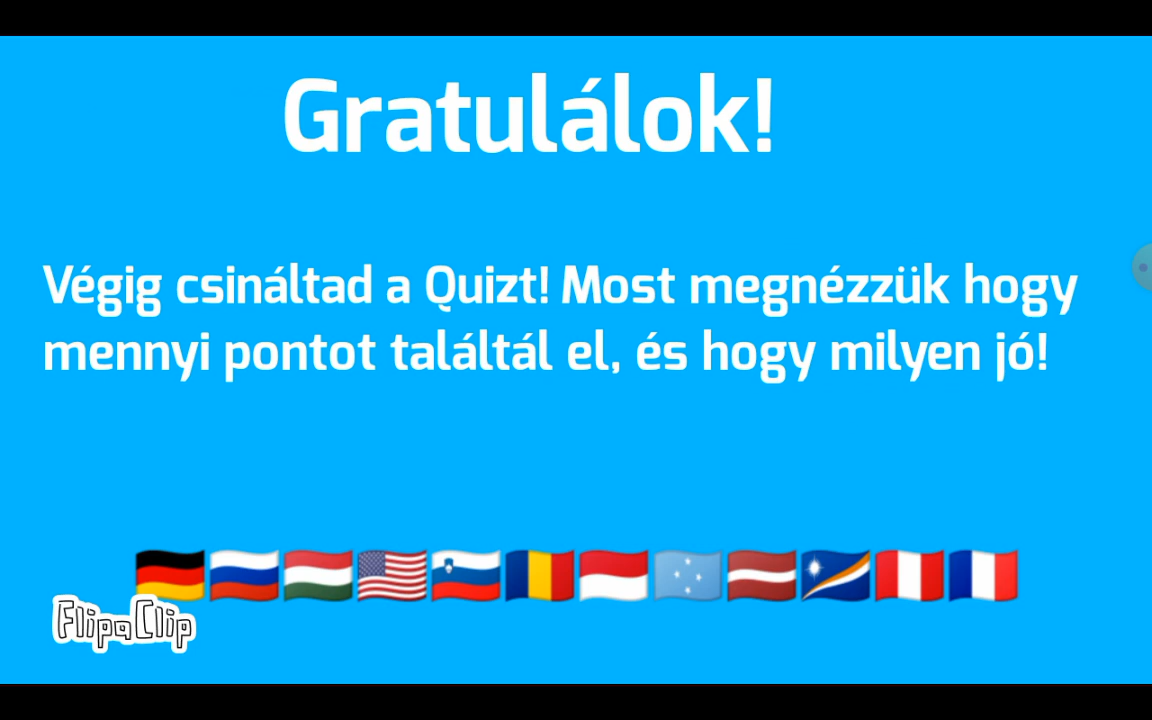 Gratulálok!
Végig csináltad a Quizt! Most megnézzük hogy
mennyi pontot találtál el, és hogy milyen jó!
FlipaClip